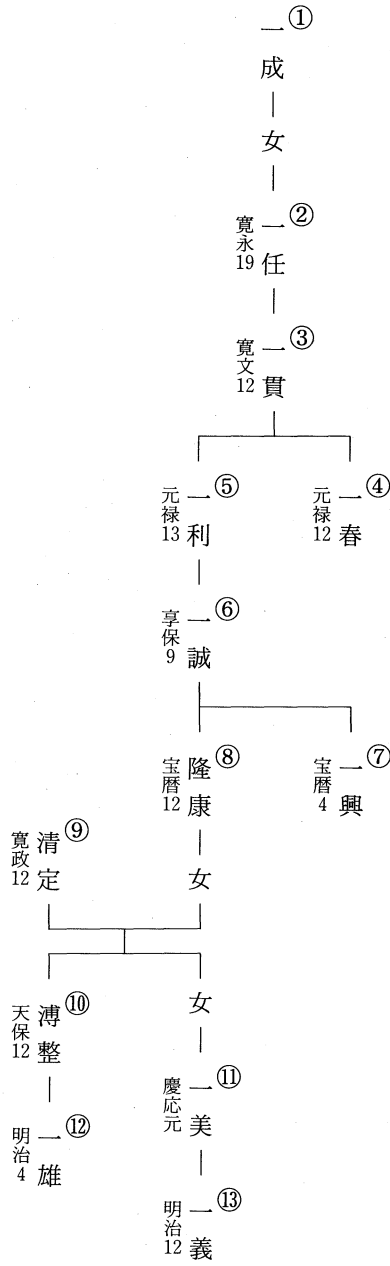 ①
一成
女
②
一任
寛永19
③
一貫
寛文12
④
一春
元禄12
⑤
一利
元禄13
⑥
一誠
享保9
⑦
一興
宝暦4
⑧
隆康
宝暦12
女
⑨
清定
寛政12
⑩
溥整
天保12
女
⑪
一美
慶応元
⑫
一雄
明治4
⑬
一義
明治12